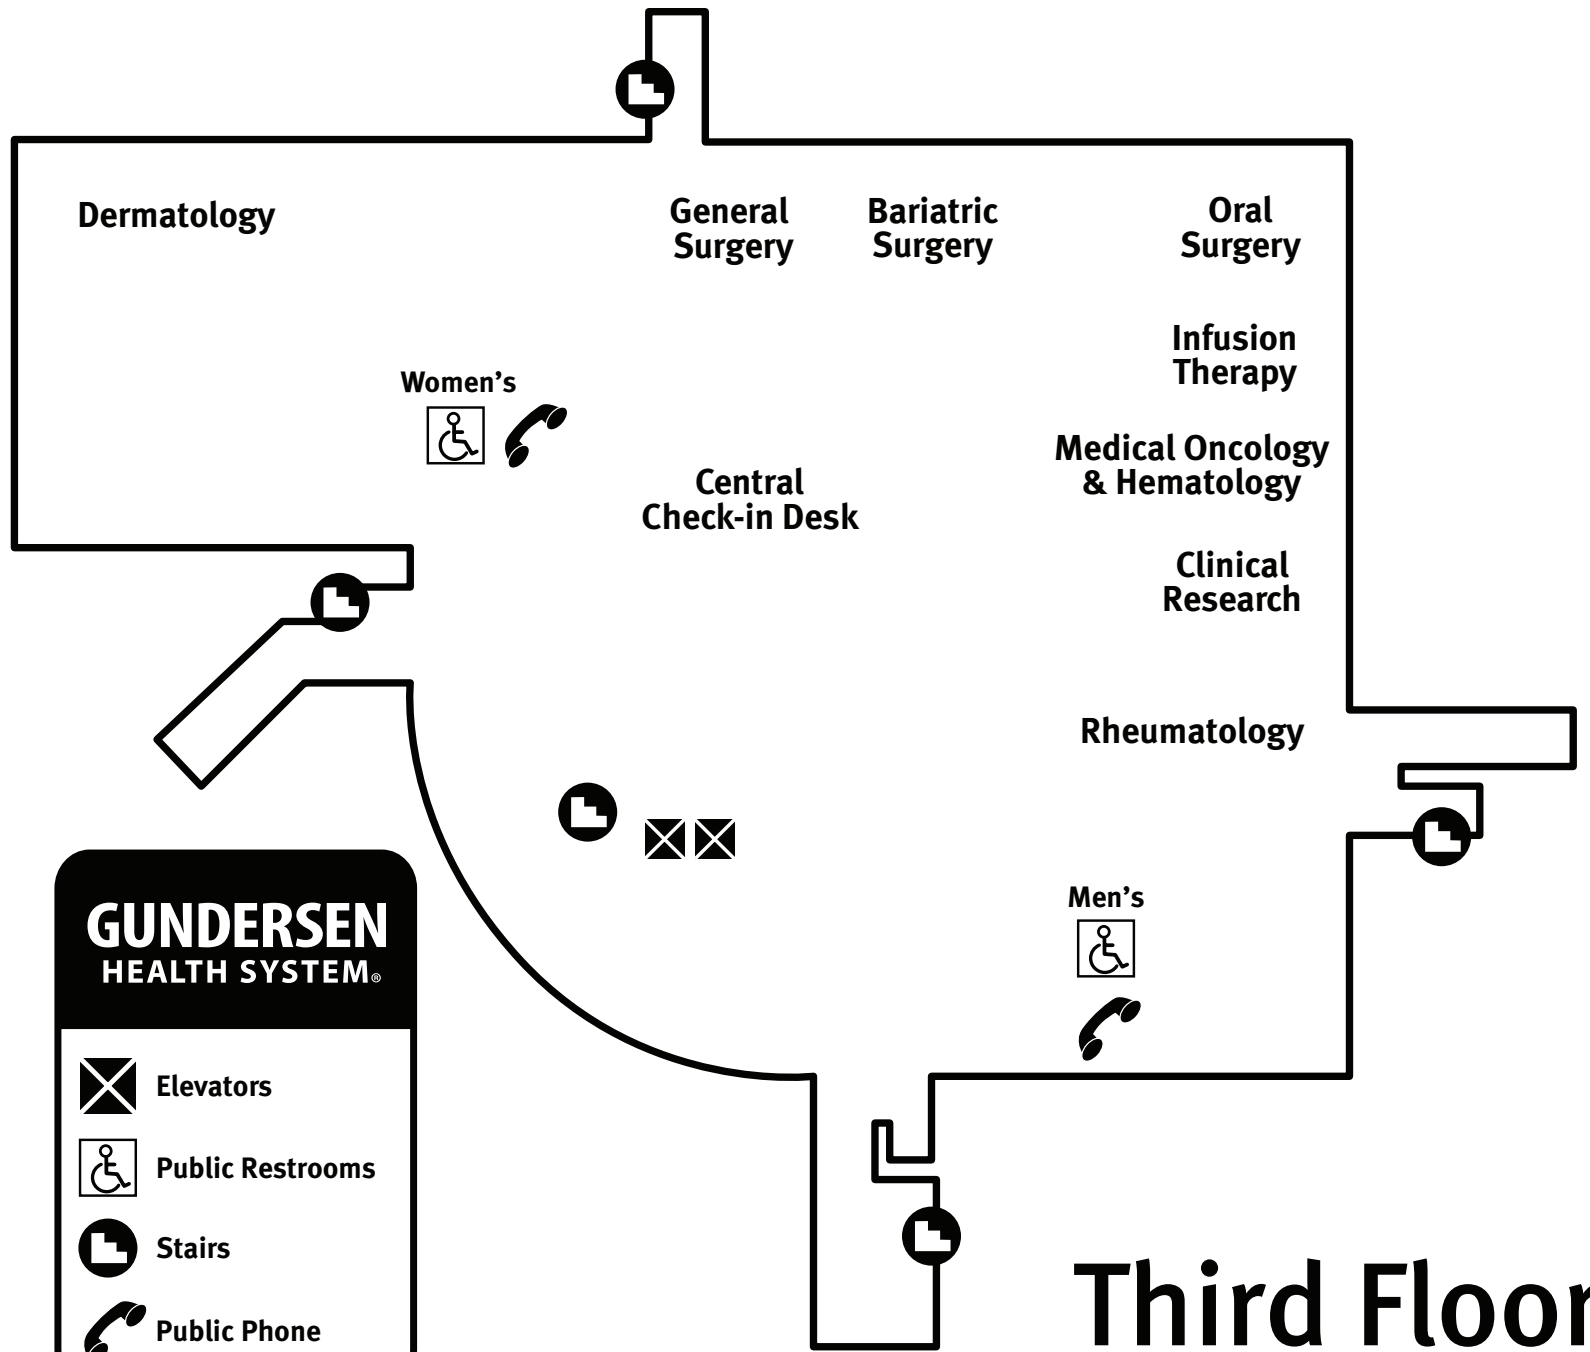 Dermatology
General
Surgery
Bariatric
Surgery
Oral
Surgery
Infusion
Therapy
Women's
Medical Oncology
& Hematology
Central
Check-in Desk
Clinical
Research
Rheumatology
Men's
GUNDERSEN
HEALTH SYSTEM®
Elevators
Public Restrooms
Stairs
Public Phone
Third Floor